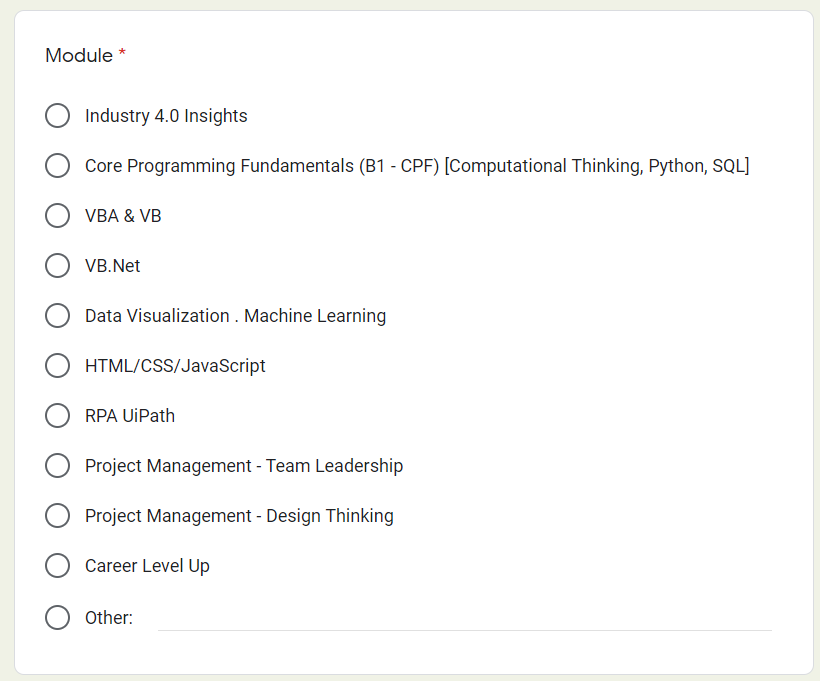 Module *
Industry 4.0 Insights
Core Programming Fundamentals (B1 - CPF) [Computational Thinking, Python, SQL]
VBA & VB
VB.Net
Data Visualization . Machine Learning
HTML/CSS/JavaScript
RPA UiPath
Project Management - Team Leadership
Project Management - Design Thinking
Career Level Up
Other: